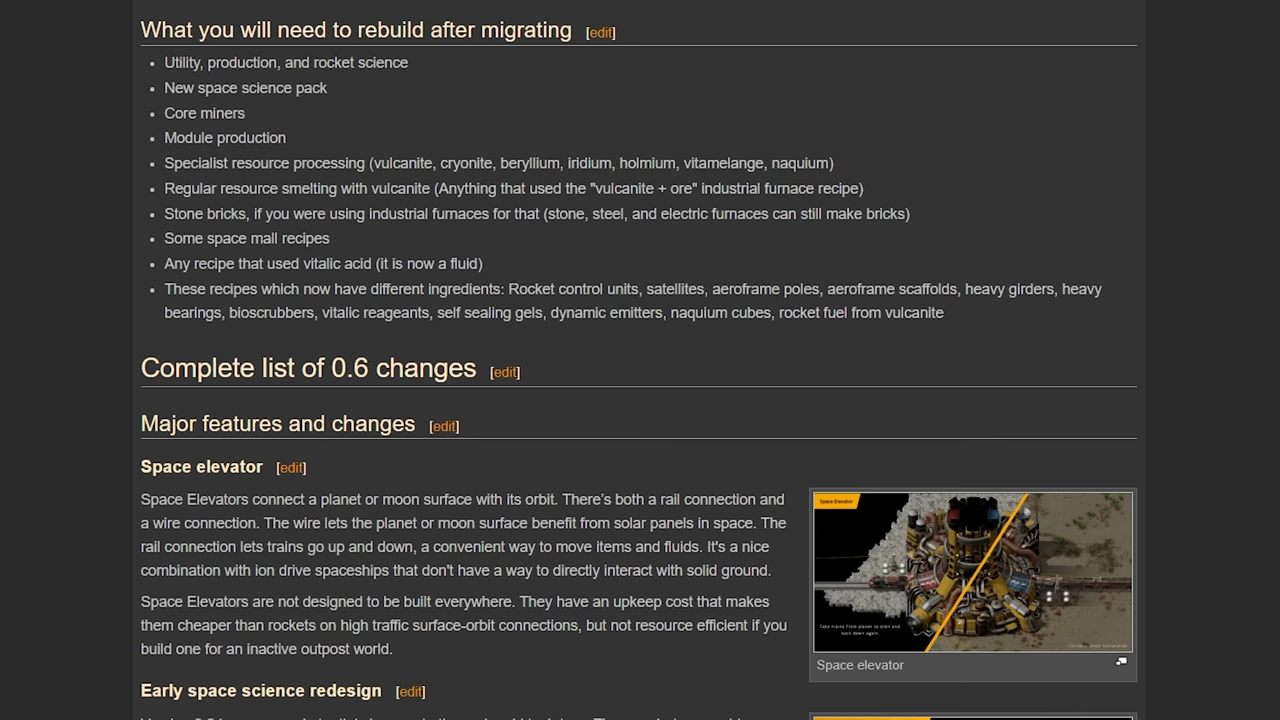 What you will need to rebuild after migrating [edit]
• Utility, production, and rocket science
• New space science pack
• Core miners
• Module production
• Specialist resource processing (vulcanite, cryonite, beryllium, iridium, holmium, vitamelange, naquium)
• Regular resource smelting with vulcanite (Anything that used the "vulcanite + ore" industrial furnace recipe)
• Stone bricks, if you were using industrial furnaces for that (stone, steel, and electric furnaces can still make bricks)
• Some space mall recipes
• Any recipe that used vitalic acid (it is now a fluid)
• These recipes which now have different ingredients: Rocket control units, satellites, aeroframe poles, aeroframe scaffolds, heavy girders, heavy
bearings, bioscrubbers, vitalic reagents, self sealing gels, dynamic emitters, naquium cubes, rocket fuel from vulcanite
Complete list of 0.6 changes [edit]
Major features and changes [edit]
Space elevator [edit]
Space Elevators connect a planet or moon surface with its orbit. There's both a rail connection and
a wire connection. The wire lets the planet or moon surface benefit from solar panels in space. The
rail connection lets trains go up and down, a convenient way to move items and fluids. It's a nice
combination with ion drive spaceships that don't have a way to directly interact with solid ground.
Space Elevators are not designed to be built everywhere. They have an upkeep cost that makes
them cheaper than rockets on high traffic surface-orbit connections, but not resource efficient if you
build one for an inactive outpost world.
Space Elevator
Take trains from planet to orbit and
back down again.
Space elevator
Early space science redesign [edit]